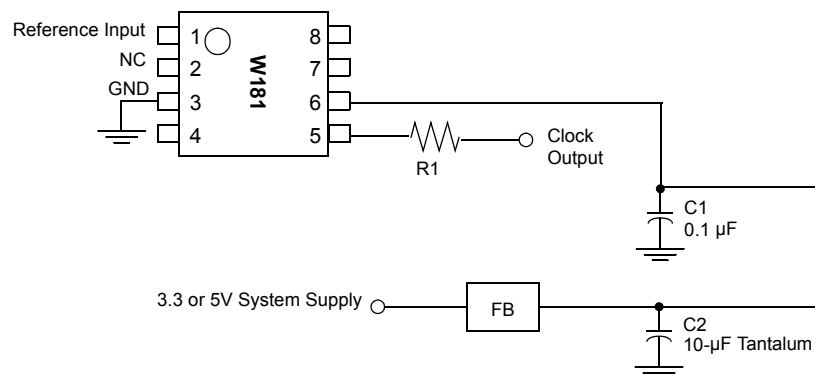 Reference Input
1
8
NC
2
7
GND
3
6
4
5
W181
R1
Clock
Output
C1
0.1 µF
3.3 or 5V System Supply
FB
C2
10-µF Tantalum